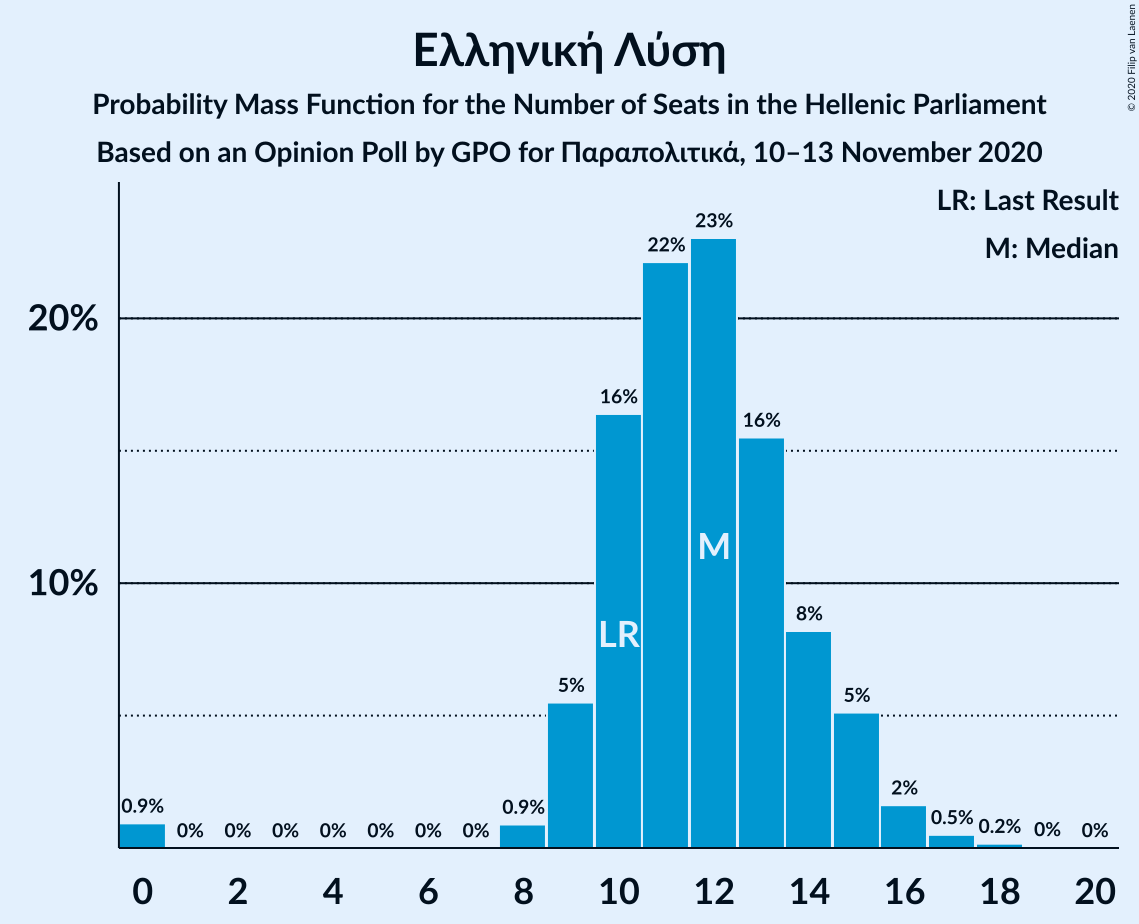 Ελληνική Λύση
Probability Mass Function for the Number of Seats in the Hellenic Parliament
Based on an Opinion Poll by GPO for Παραπολιτικά, 10–13 November 2020
© 2020 Filip van Laenen
LR: Last Result
M: Median
20%
10%
0.9%
0%
0%
0%
0%
0%
0%
0%
0.9%
5%
16%
22%
23%
16%
8%
5%
2%
0.5%
0.2%
0%
0%
LR
M
0 2 4 6 8 10 12 14 16 18 20